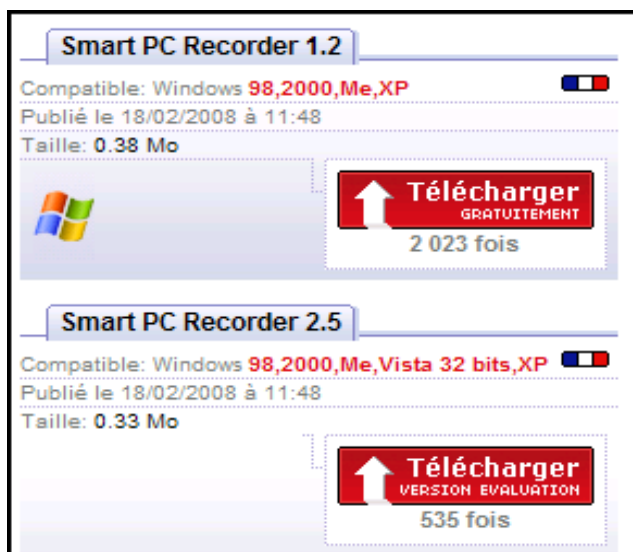 Smart PC Recorder 1.2
Compatible: Windows 98,2000,Me,XP
Publié le 18/02/2008 à 11:48
Taille: 0.38 Mo
Télécharger
GRATUITEMENT
2 023 fois
Smart PC Recorder 2.5
Compatible: Windows 98,2000,Me,Vista 32 bits,XP
Publié le 18/02/2008 à 11:48
Taille: 0.33 Mo
Télécharger
VERSION EVALUATION
535 fois